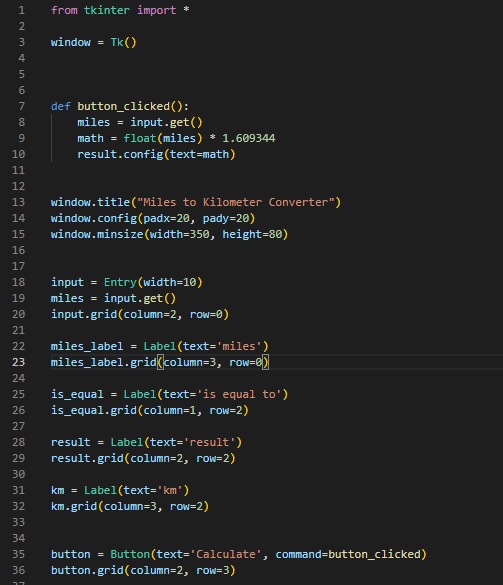 1 from tkinter import *
2
3 window = Tk()
4
5
6
7 def button_clicked():
8     miles = input.get()
9     math = float(miles) * 1.609344
10     result.config(text=math)
11
12
13 window.title("Miles to Kilometer Converter")
14 window.config(padx=20, pady=20)
15 window.minsize(width=350, height=80)
16
17
18 input = Entry(width=10)
19 miles = input.get()
20 input.grid(column=2, row=0)
21
22 miles_label = Label(text='miles')
23 miles_label.grid(column=3, row=0)
24
25 is_equal = Label(text='is equal to')
26 is_equal.grid(column=1, row=2)
27
28 result = Label(text='result')
29 result.grid(column=2, row=2)
30
31 km = Label(text='km')
32 km.grid(column=3, row=2)
33
34
35 button = Button(text='Calculate', command=button_clicked)
36 button.grid(column=2, row=3)
37